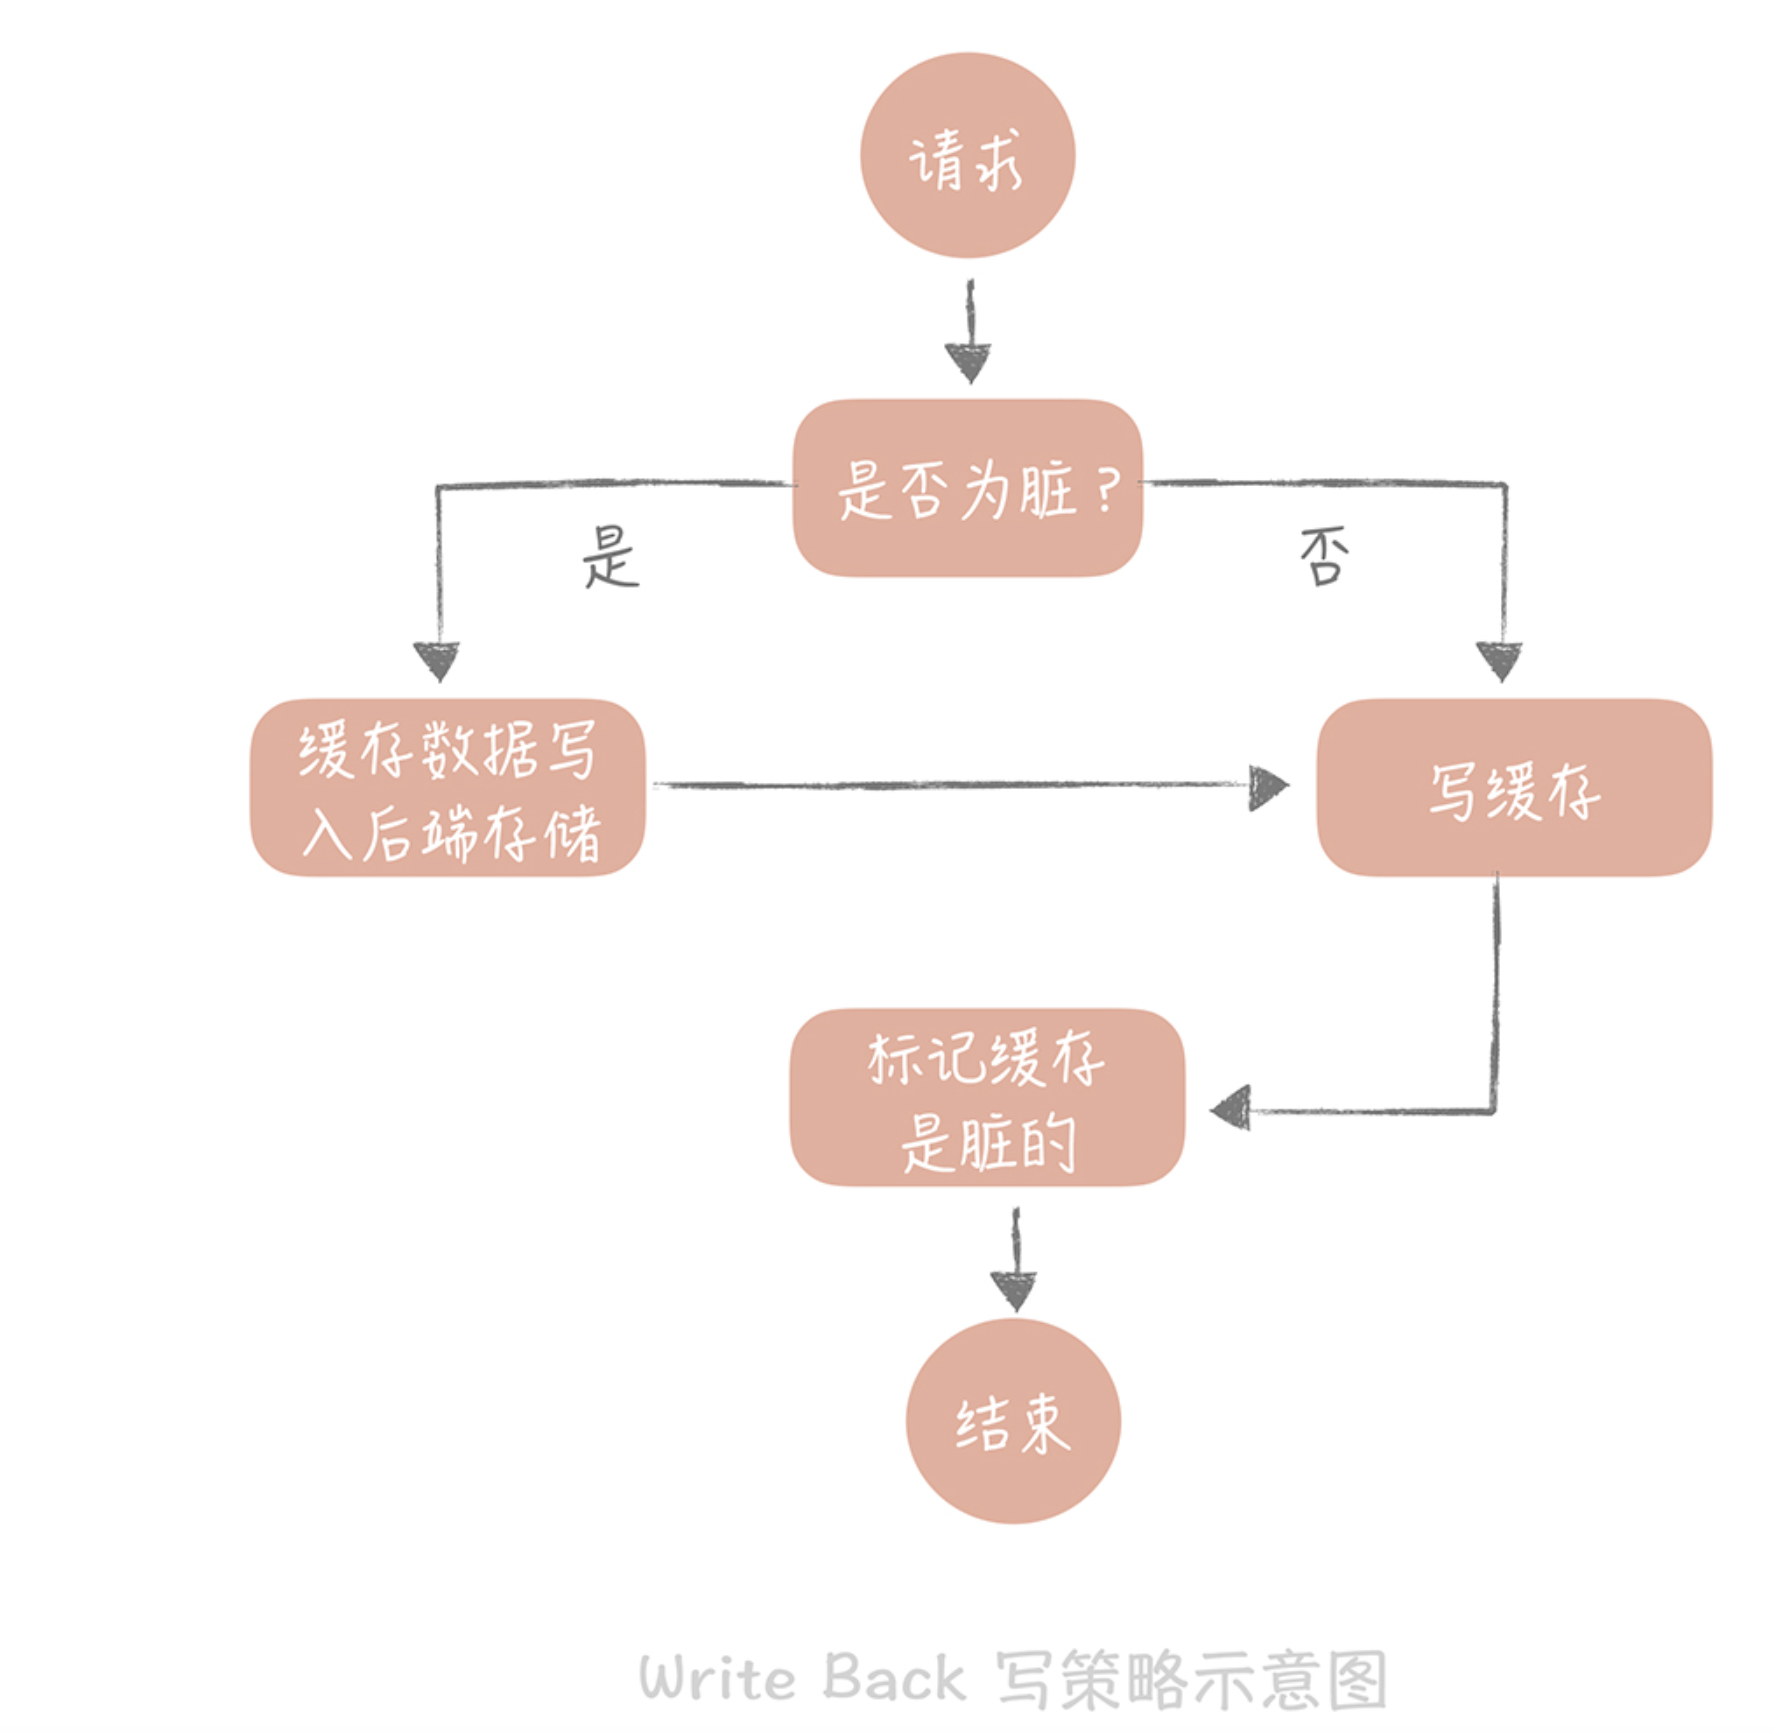 请求
是否为脏?
是
否
缓存数据写
入后端存储
写缓存
标记缓存
是脏的
结束
Write Back 写策略示意图